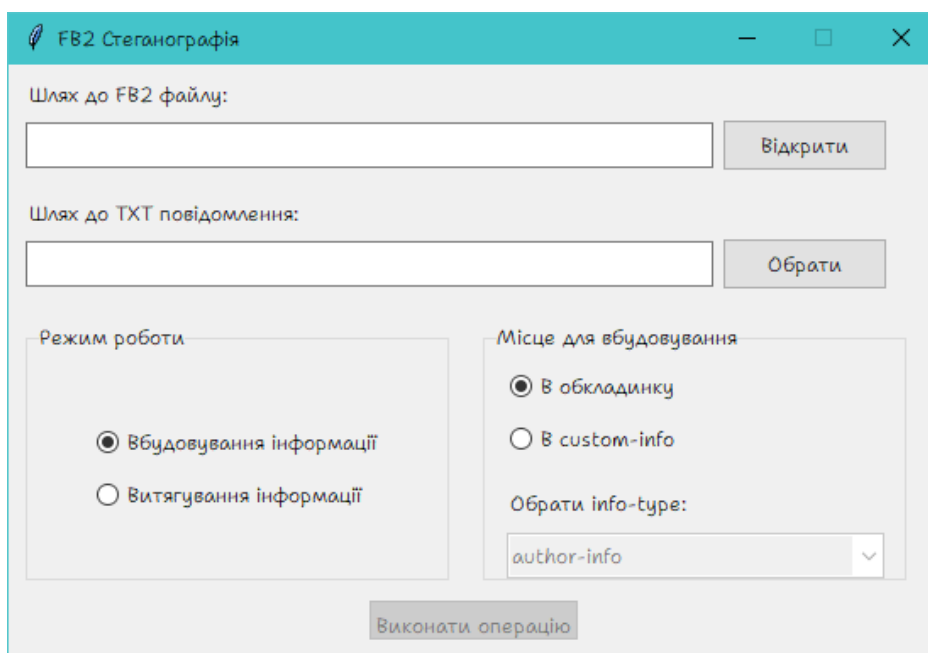 FB2 Стеганографія
Шлях до FB2 файлу:
Відкрити
Шлях до TXT повідомлення:
Обрати
Режим роботи
Вбудовування інформації
Витягування інформації
Місце для вбудовування
В обкладинку
В custom-info
Обрати info-type:
author-info
Виконати операцію